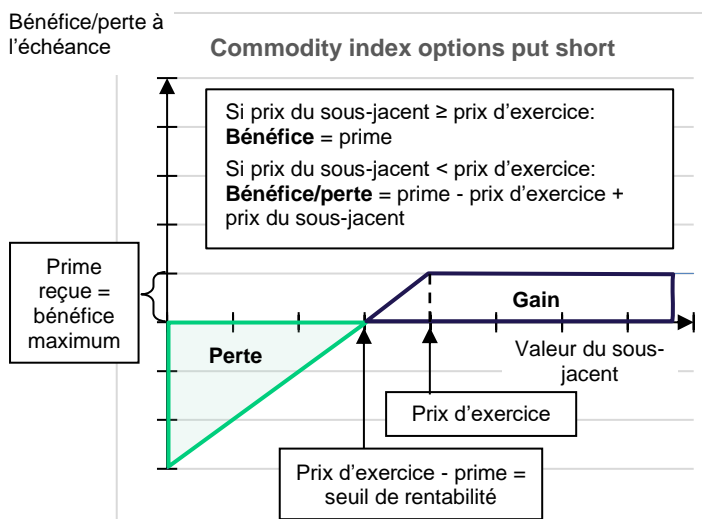 Bénéfice/perte à
l'échéance
Commodity index options put short
Si prix du sous-jacent ≥ prix d'exercice:
Bénéfice = prime
Si prix du sous-jacent < prix d'exercice:
Bénéfice/perte = prime - prix d'exercice +
prix du sous-jacent
Prime
reçue =
bénéfice
maximum
Gain
Perte
Valeur du sous-
jacent
Prix d'exercice
Prix d'exercice - prime =
seuil de rentabilité